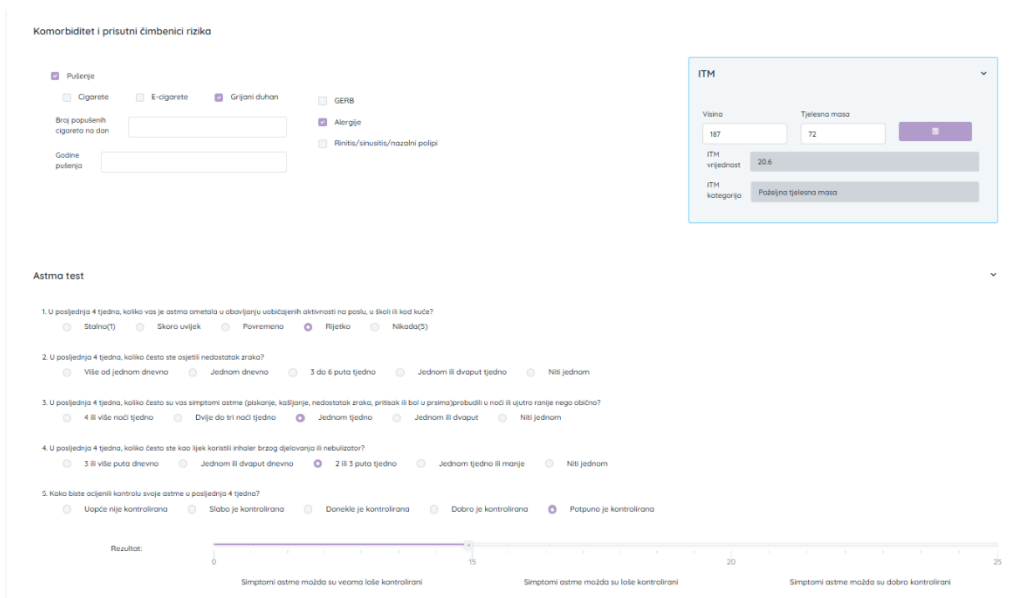 Komorbiditet i prisutni čimbenici rizika
Pušenje
Cigarete E-cigarete Grijani duhan
Broj popušenih
cigareta na dan
Godine
pušenja
GERB
Alergije
Rinitis/sinusitis/nazalni polipi
ITM
Visina Tjelesna masa
187 72
ITM
vrijednost 20.6
ITM
kategorija Poželjna tjelesna masa
Astma test
1. U posljednja 4 tjedna, koliko vas je astma ometala u obavljanju uobičajenih aktivnosti na poslu, u školi ili kod kuće?
Stalno(1) Skoro uvijek Povremeno Rijetko Nikada(5)
2. U posljednja 4 tjedna, koliko često ste osjetili nedostatak zraka?
Više od jednom dnevno Jednom dnevno 3 do 6 puta tjedno Jednom ili dvaput tjedno Niti jednom
3. U posljednja 4 tjedna, koliko često su vas simptomi astme (piskanje, kašljanje, nedostatak zraka, pritisak ili bol u prsima)probudili u noći ili ujutro ranije nego obično?
4 ili više noći tjedno Dvije do tri noći tjedno Jednom tjedno Jednom ili dvaput Niti jednom
4. U posljednja 4 tjedna, koliko često ste kao lijek koristili inhaler brzog djelovanja ili nebulizator?
3 ili više puta dnevno Jednom ili dvaput dnevno 2 ili 3 puta tjedno Jednom tjedno ili manje Niti jednom
5. Kako biste ocijenili kontrolu svoje astme u posljednja 4 tjedna?
Uopće nije kontrolirana Slabo je kontrolirana Donekle je kontrolirana Dobro je kontrolirana Potpuno je kontrolirana
Rezultat:
0 15 20 25
Simptomi astme možda su veoma loše kontrolirani Simptomi astme možda su loše kontrolirani Simptomi astme možda su dobro kontrolirani